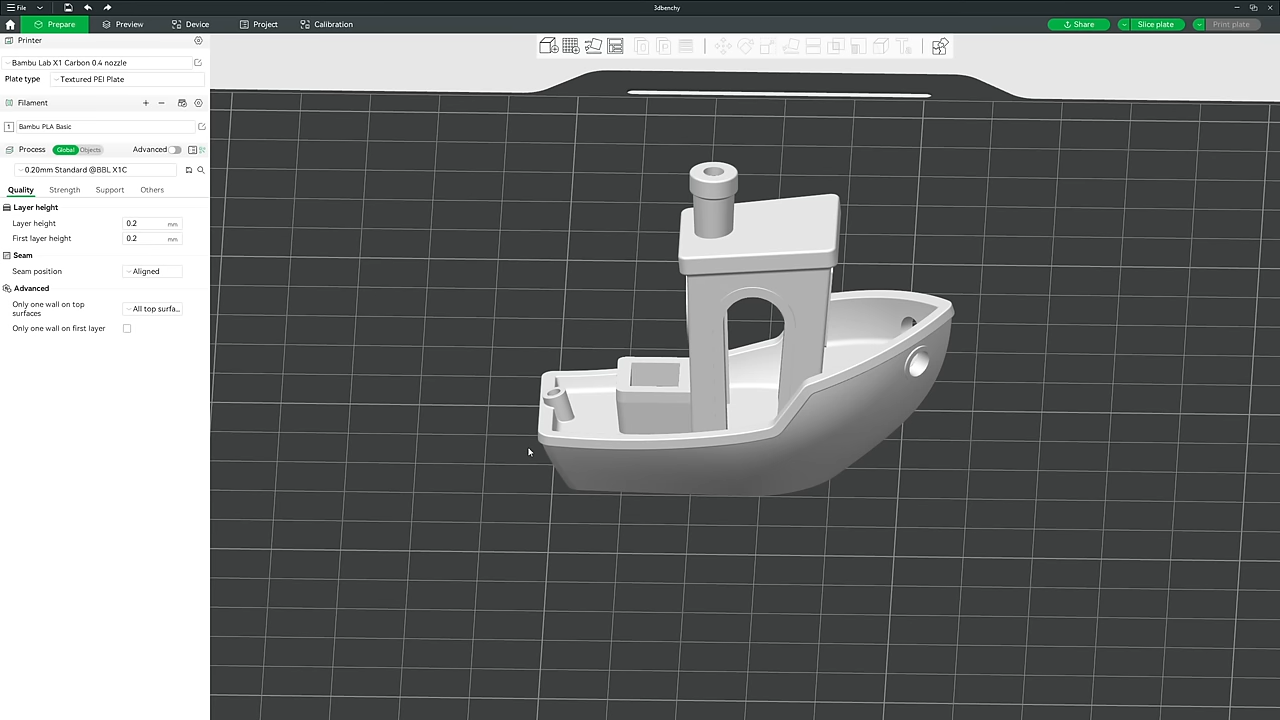 File
3dbenchy
Prepare
Preview
Device
Project
Calibration
Share
Slice plate
Print plate
Printer
Bambu Lab X1 Carbon 0.4 nozzle
Plate type
Textured PEI Plate
Filament
1
Bambu PLA Basic
Process
Global
Objects
Advanced
0.20mm Standard @BBL X1C
Quality
Strength
Support
Others
Layer height
Layer height
0.2
mm
First layer height
0.2
mm
Seam
Seam position
Aligned
Advanced
Only one wall on top
surfaces
All top surfa...
Only one wall on first layer